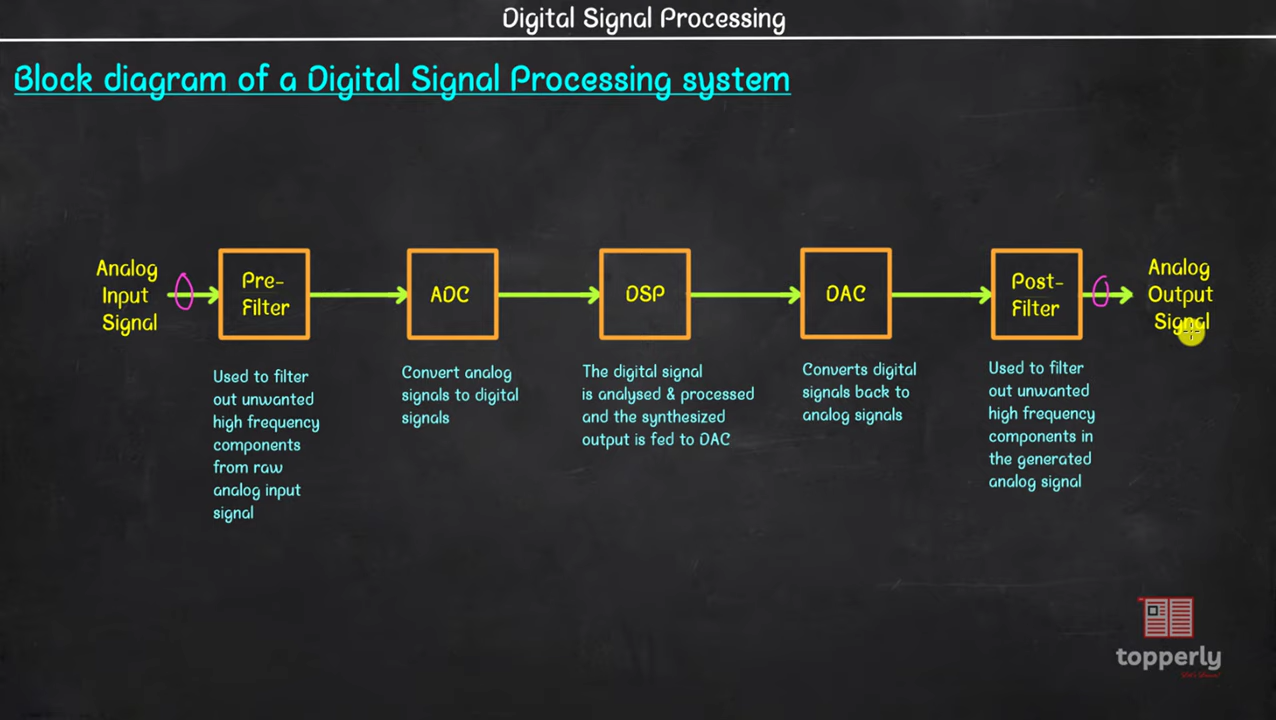 Digital Signal Processing
Block diagram of a Digital Signal Processing system
Analog
Input
Signal
Pre-
Filter
ADC
DSP
DAC
Post-
Filter
Analog
Output
Signal
Used to filter
out unwanted
high frequency
components
from raw
analog input
signal
Convert analog
signals to digital
signals
The digital signal
is analysed & processed
and the synthesized
output is fed to DAC
Converts digital
signals back to
analog signals
Used to filter
out unwanted
high frequency
components in
the generated
analog signal
topperly